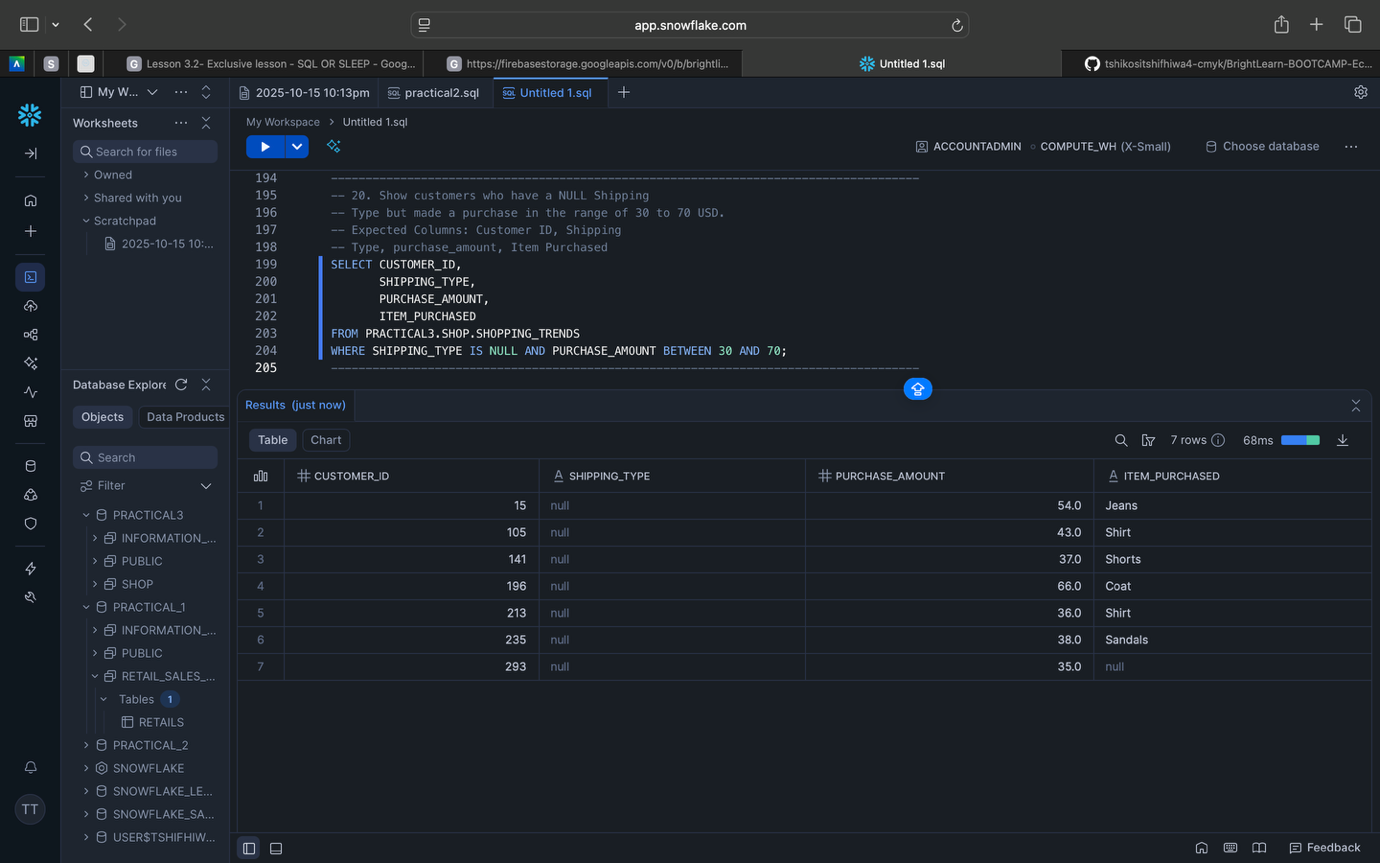 app.snowflake.com
S
G Lesson 3.2- Exclusive lesson - SQL OR SLEEP - Goog...
G https://firebasestorage.googleapis.com/v0/b/brightli...
Untitled 1.sql
tshikositshifhiwa4-cmyk/BrightLearn-BOOTCAMP-Ec...
My W...
2025-10-15 10:13pm
SQL practical2.sql
SQL Untitled 1.sql
Worksheets
Search for files
Owned
Shared with you
Scratchpad
2025-10-15 10:...
My Workspace > Untitled 1.sql
ACCOUNTADMIN
COMPUTE_WH (X-Small)
Choose database
194 --------------------------------------------------------------------------------------
195 -- 20. Show customers who have a NULL Shipping
196 -- Type but made a purchase in the range of 30 to 70 USD.
197 -- Expected Columns: Customer ID, Shipping
198 -- Type, purchase_amount, Item Purchased
199 SELECT CUSTOMER_ID,
200 SHIPPING_TYPE,
201 PURCHASE_AMOUNT,
202 ITEM_PURCHASED
203 FROM PRACTICAL3.SHOP.SHOPPING_TRENDS
204 WHERE SHIPPING_TYPE IS NULL AND PURCHASE_AMOUNT BETWEEN 30 AND 70;
205 --------------------------------------------------------------------------------------
Database Explore
Objects
Data Products
Search
Filter
PRACTICAL3
INFORMATION_...
PUBLIC
SHOP
PRACTICAL_1
INFORMATION_...
PUBLIC
RETAIL_SALES_...
Tables 1
RETAILS
PRACTICAL_2
SNOWFLAKE
SNOWFLAKE_LE...
SNOWFLAKE_SA...
USER$TSHIFHIW...
TT
Results (just now)
Table
Chart
7 rows
68ms
CUSTOMER_ID SHIPPING_TYPE PURCHASE_AMOUNT ITEM_PURCHASED
1 15 null 54.0 Jeans
2 105 null 43.0 Shirt
3 141 null 37.0 Shorts
4 196 null 66.0 Coat
5 213 null 36.0 Shirt
6 235 null 38.0 Sandals
7 293 null 35.0 null
Feedback